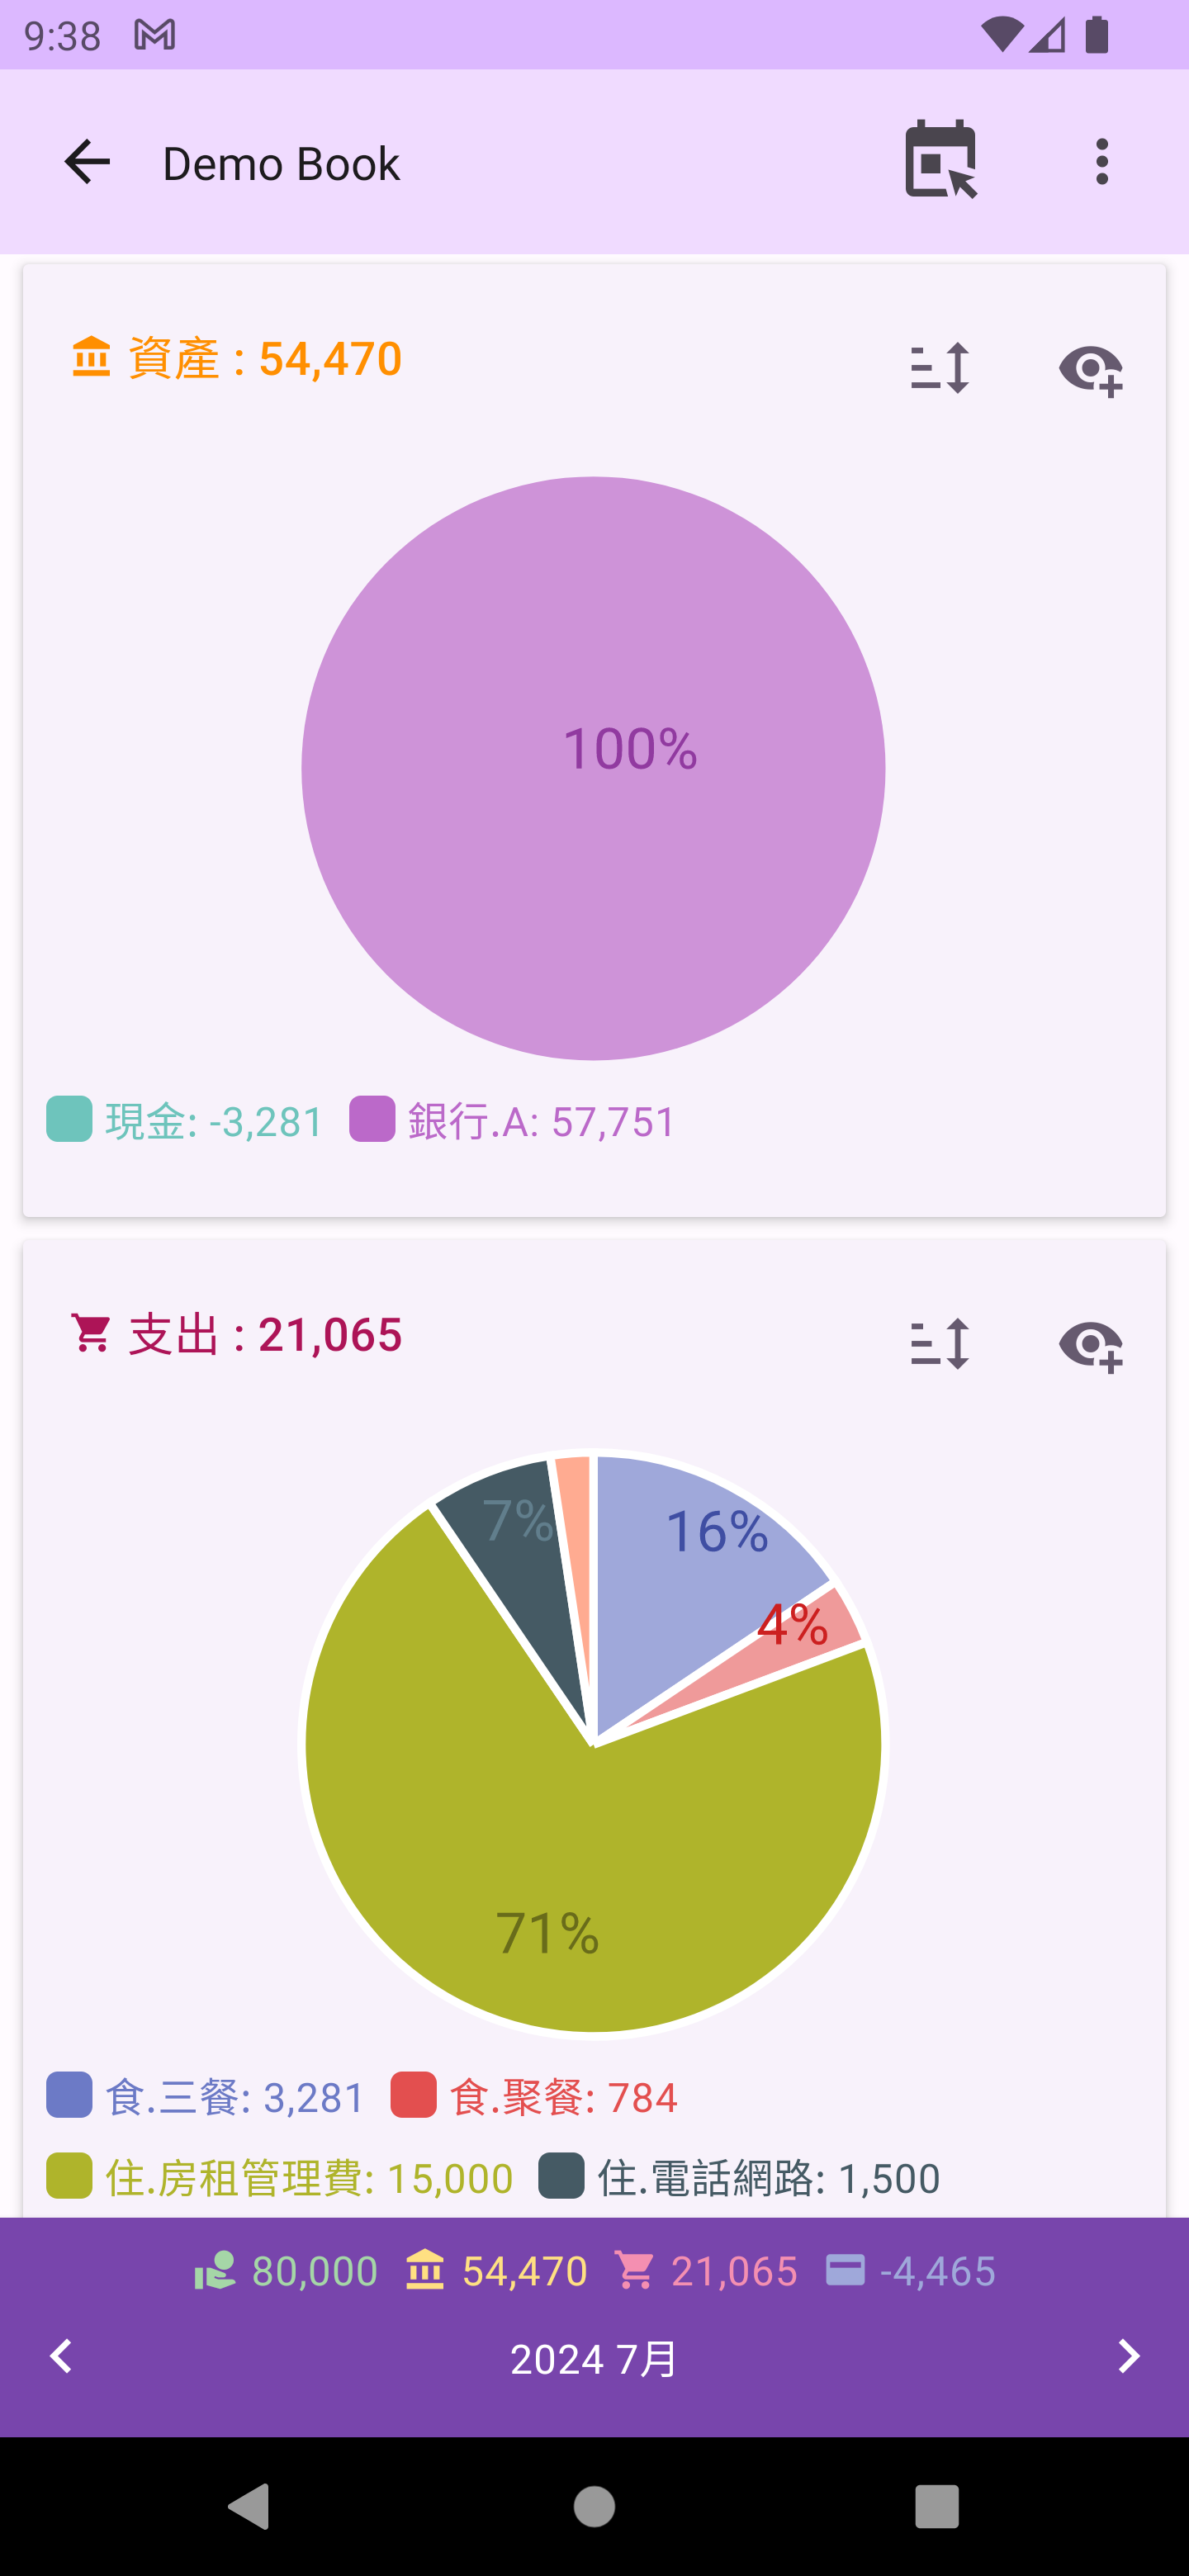 9:38
Demo Book
資產 : 54,470
100%
現金: -3,281 銀行.A: 57,751
支出 : 21,065
7% 16%
4%
71%
食.三餐: 3,281 食.聚餐: 784
住.房租管理費: 15,000 住.電話網路: 1,500
80,000 54,470 21,065 -4,465
2024 7月